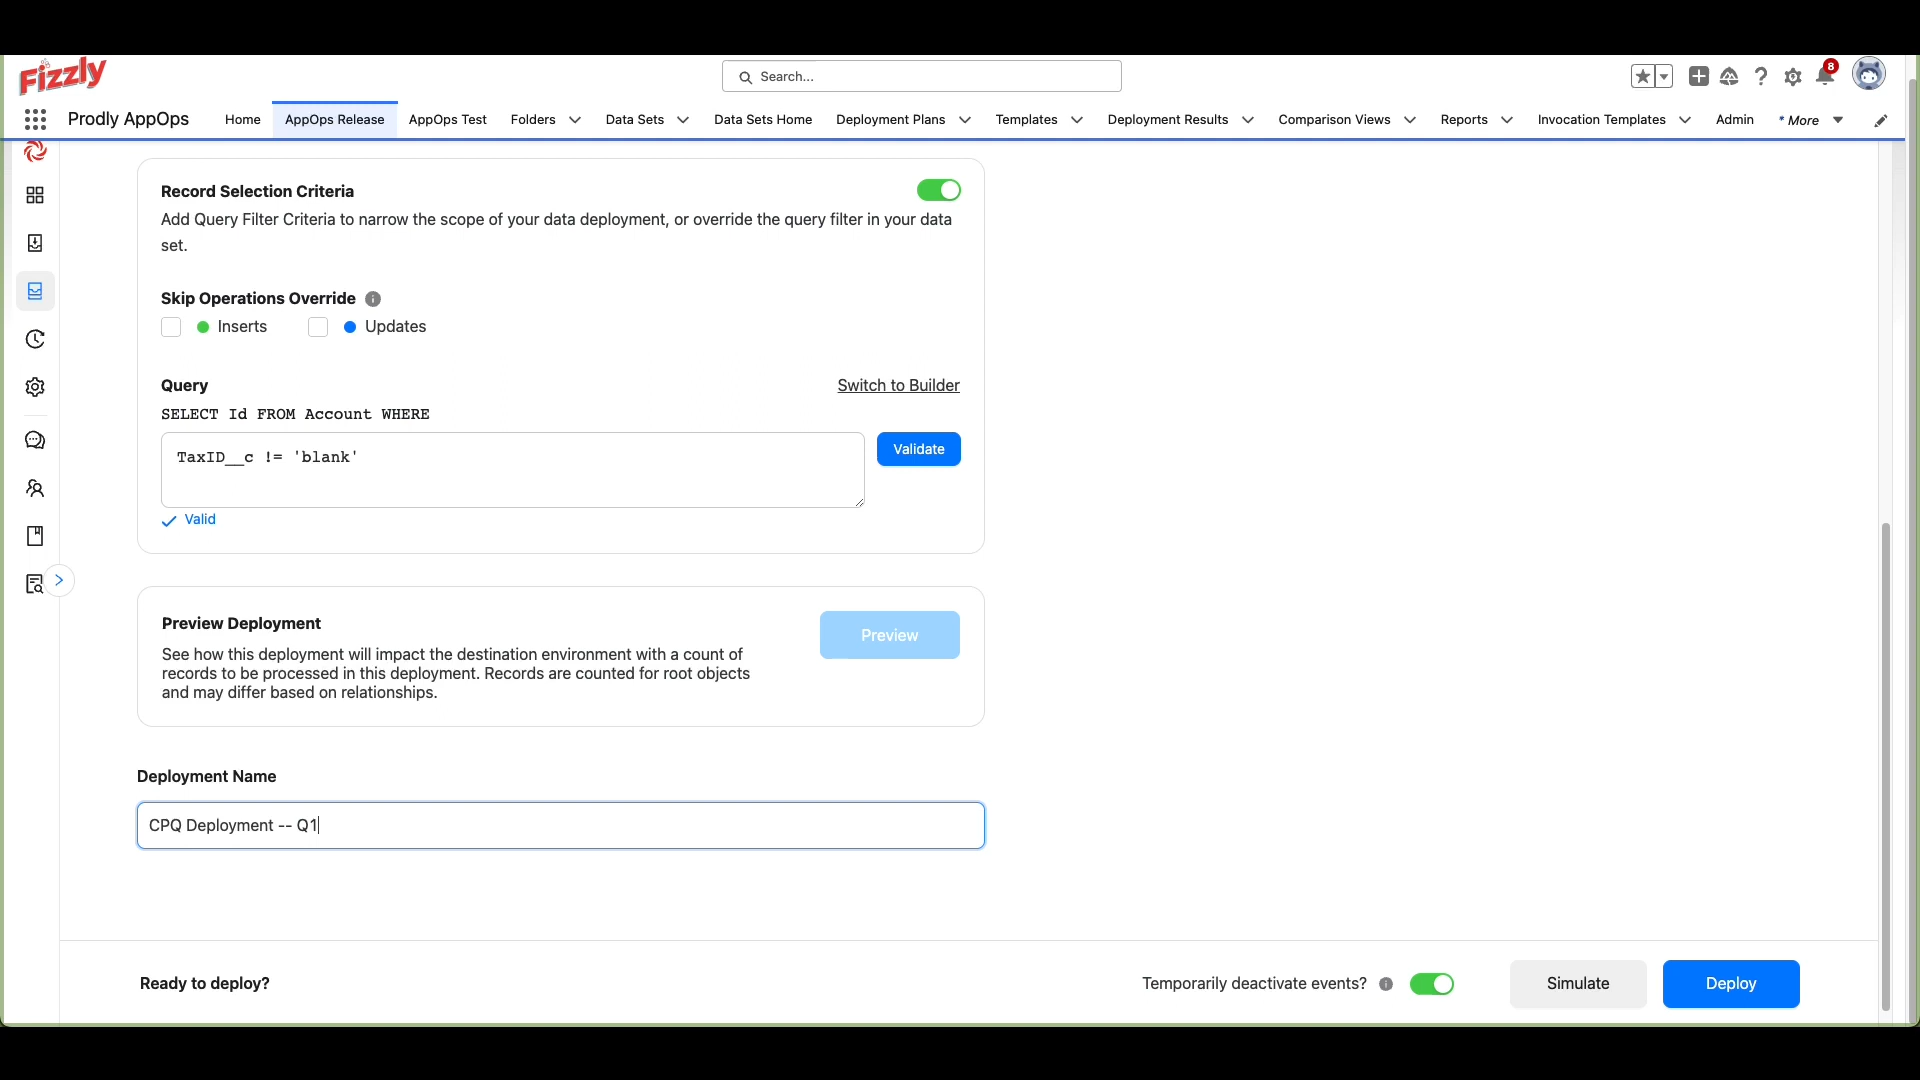 Fizzly
Search...
8
Prodly AppOps
Home
AppOps Release
AppOps Test
Folders
Data Sets
Data Sets Home
Deployment Plans
Templates
Deployment Results
Comparison Views
Reports
Invocation Templates
Admin
* More
Record Selection Criteria
Add Query Filter Criteria to narrow the scope of your data deployment, or override the query filter in your data
set.
Skip Operations Override
Inserts
Updates
Query
Switch to Builder
SELECT Id FROM Account WHERE
TaxID__c != 'blank'
Validate
Valid
Preview Deployment
Preview
See how this deployment will impact the destination environment with a count of
records to be processed in this deployment. Records are counted for root objects
and may differ based on relationships.
Deployment Name
CPQ Deployment -- Q1
Ready to deploy?
Temporarily deactivate events?
Simulate
Deploy